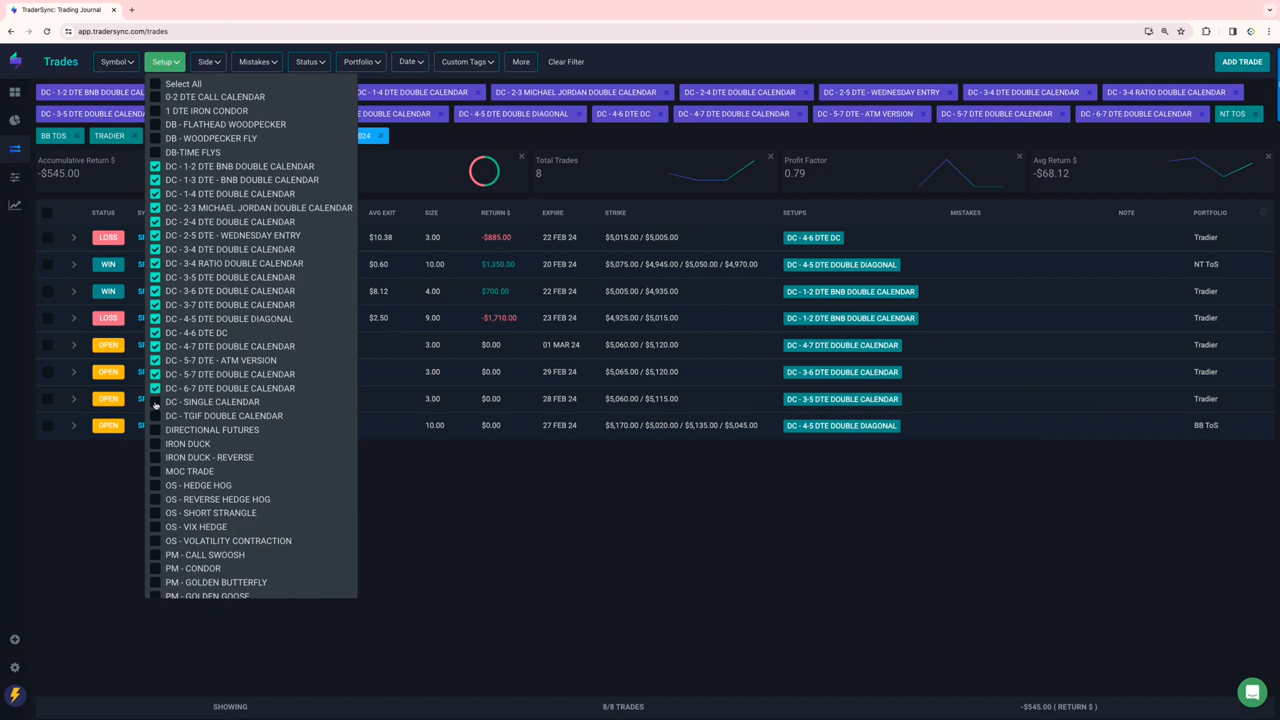 TraderSync: Trading Journal
app.tradersync.com/trades
Trades
Symbol
Setup
Side
Mistakes
Status
Portfolio
Date
Custom Tags
More
Clear Filter
ADD TRADE
DC - 1-2 DTE BNB DOUBLE CAL
DC - 1-4 DTE DOUBLE CALENDAR
DC - 2-3 MICHAEL JORDAN DOUBLE CALENDAR
DC - 2-4 DTE DOUBLE CALENDAR
DC - 2-5 DTE - WEDNESDAY ENTRY
DC - 3-4 DTE DOUBLE CALENDAR
DC - 3-4 RATIO DOUBLE CALENDAR
DC - 3-5 DTE DOUBLE CALEND
DC - 4-5 DTE DOUBLE DIAGONAL
DC - 4-6 DTE DC
DC - 4-7 DTE DOUBLE CALENDAR
DC - 5-7 DTE - ATM VERSION
DC - 5-7 DTE DOUBLE CALENDAR
DC - 6-7 DTE DOUBLE CALENDAR
NT TOS
BB TOS
TRADIER
024
Select All
0-2 DTE CALL CALENDAR
1 DTE IRON CONDOR
DB - FLATHEAD WOODPECKER
DB - WOODPECKER FLY
DB-TIME FLYS
DC - 1-2 DTE BNB DOUBLE CALENDAR
DC - 1-3 DTE - BNB DOUBLE CALENDAR
DC - 1-4 DTE DOUBLE CALENDAR
DC - 2-3 MICHAEL JORDAN DOUBLE CALENDAR
DC - 2-4 DTE DOUBLE CALENDAR
DC - 2-5 DTE - WEDNESDAY ENTRY
DC - 3-4 DTE DOUBLE CALENDAR
DC - 3-4 RATIO DOUBLE CALENDAR
DC - 3-5 DTE DOUBLE CALENDAR
DC - 3-6 DTE DOUBLE CALENDAR
DC - 3-7 DTE DOUBLE CALENDAR
DC - 4-5 DTE DOUBLE DIAGONAL
DC - 4-6 DTE DC
DC - 4-7 DTE DOUBLE CALENDAR
DC - 5-7 DTE - ATM VERSION
DC - 5-7 DTE DOUBLE CALENDAR
DC - 6-7 DTE DOUBLE CALENDAR
DC - SINGLE CALENDAR
DC - TGIF DOUBLE CALENDAR
DIRECTIONAL FUTURES
IRON DUCK
IRON DUCK - REVERSE
MOC TRADE
OS - HEDGE HOG
OS - REVERSE HEDGE HOG
OS - SHORT STRANGLE
OS - VIX HEDGE
OS - VOLATILITY CONTRACTION
PM - CALL SWOOSH
PM - CONDOR
PM - GOLDEN BUTTERFLY
PM - GOLDEN GOOSE
Accumulative Return $
-$545.00
Total Trades
8
Profit Factor
0.79
Avg Return $
-$68.12
STATUS SY AVG EXIT SIZE RETURN $ EXPIRE STRIKE SETUPS MISTAKES NOTE PORTFOLIO
LOSS SP $10.38 3.00 -$885.00 22 FEB 24 $5,015.00 / $5,005.00 DC - 4-6 DTE DC Tradier
WIN SP $0.60 10.00 $1,350.00 20 FEB 24 $5,075.00 / $4,945.00 / $5,050.00 / $4,970.00 DC - 4-5 DTE DOUBLE DIAGONAL NT ToS
WIN SP $8.12 4.00 $700.00 22 FEB 24 $5,005.00 / $4,935.00 DC - 1-2 DTE BNB DOUBLE CALENDAR Tradier
LOSS SP $2.50 9.00 -$1,710.00 23 FEB 24 $4,925.00 / $5,015.00 DC - 1-2 DTE BNB DOUBLE CALENDAR Tradier
OPEN SP 3.00 $0.00 01 MAR 24 $5,060.00 / $5,120.00 DC - 4-7 DTE DOUBLE CALENDAR Tradier
OPEN SP 3.00 $0.00 29 FEB 24 $5,065.00 / $5,120.00 DC - 3-6 DTE DOUBLE CALENDAR Tradier
OPEN SP 3.00 $0.00 28 FEB 24 $5,060.00 / $5,115.00 DC - 3-5 DTE DOUBLE CALENDAR Tradier
OPEN SP 10.00 $0.00 27 FEB 24 $5,170.00 / $5,020.00 / $5,135.00 / $5,045.00 DC - 4-5 DTE DOUBLE DIAGONAL BB ToS
SHOWING 8/8 TRADES -$545.00 ( RETURN $ )